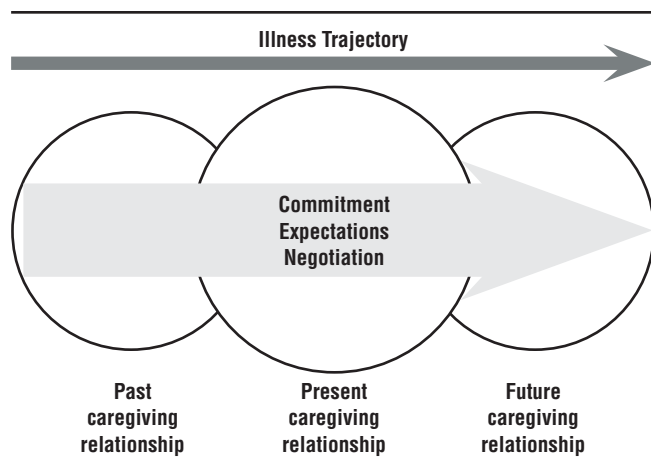 Illness Trajectory
Commitment
Expectations
Negotiation
Past
caregiving
relationship
Present
caregiving
relationship
Future
caregiving
relationship